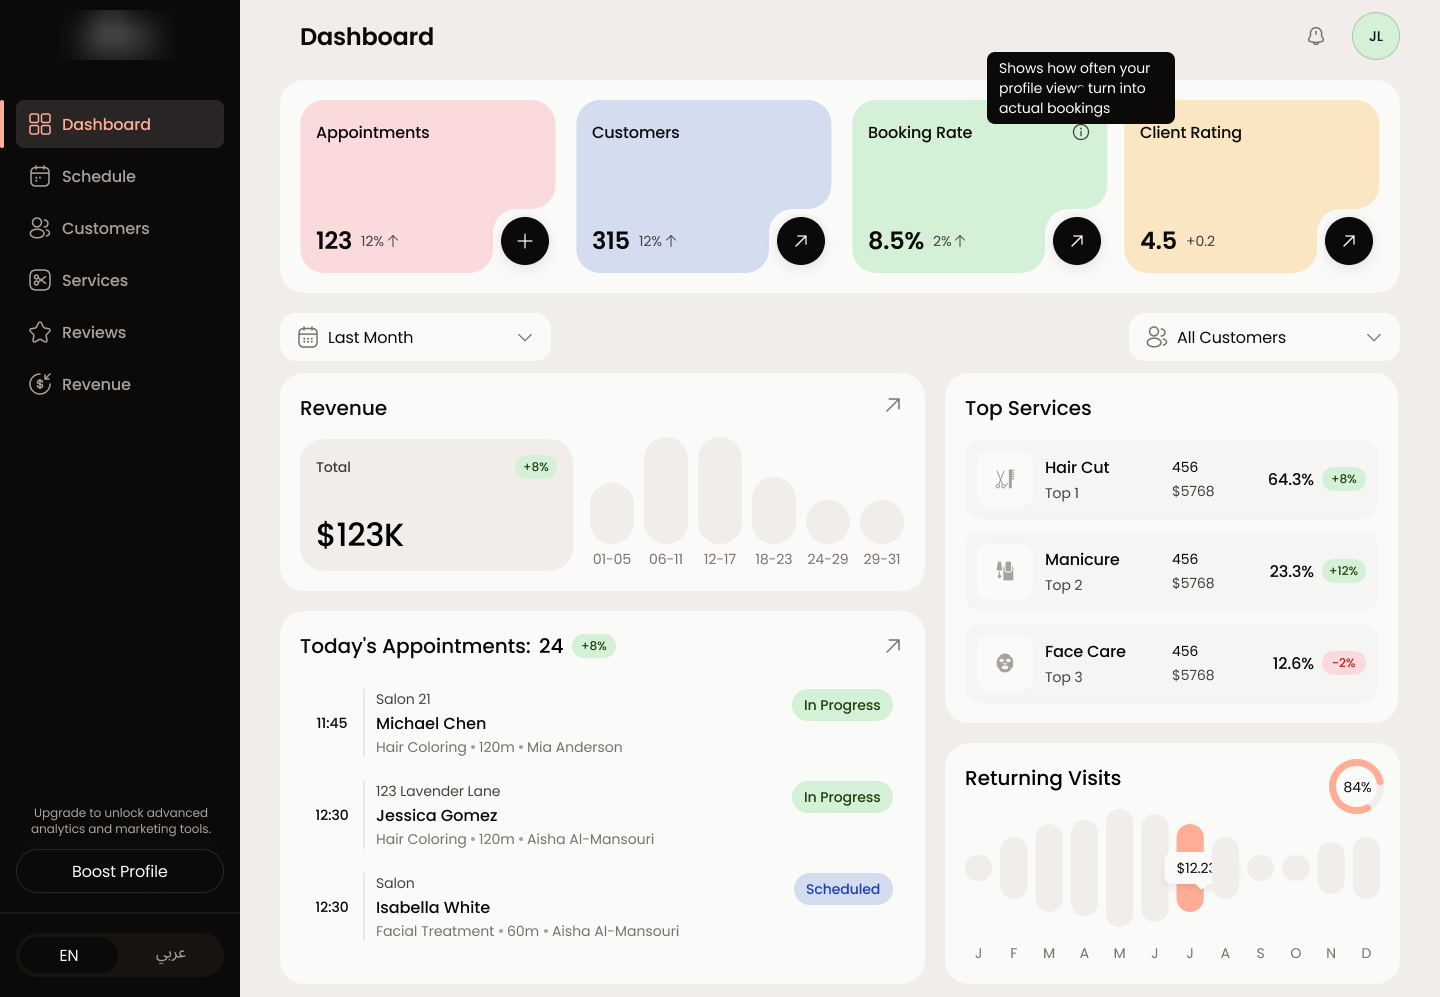 Dashboard
JL
Shows how often your
profile views turn into
actual bookings
Dashboard
Schedule
Customers
Services
Reviews
Revenue
Appointments
123 12%
Customers
315 12%
Booking Rate
8.5% 2%
Client Rating
4.5 +0.2
Last Month
All Customers
Revenue
Total +8%
$123K
01-05 06-11 12-17 18-23 24-29 29-31
Top Services
Hair Cut 456 64.3% +8%
Top 1 $5768
Manicure 456 23.3% +12%
Top 2 $5768
Face Care 456 12.6% -2%
Top 3 $5768
Today's Appointments: 24 +8%
Salon 21 In Progress
11:45 Michael Chen
Hair Coloring • 120m • Mia Anderson
123 Lavender Lane In Progress
12:30 Jessica Gomez
Hair Coloring • 120m • Aisha Al-Mansouri
Salon Scheduled
12:30 Isabella White
Facial Treatment • 60m • Aisha Al-Mansouri
Returning Visits 84%
J F M A M J J A S O N D
Upgrade to unlock advanced
analytics and marketing tools.
Boost Profile
EN عربي